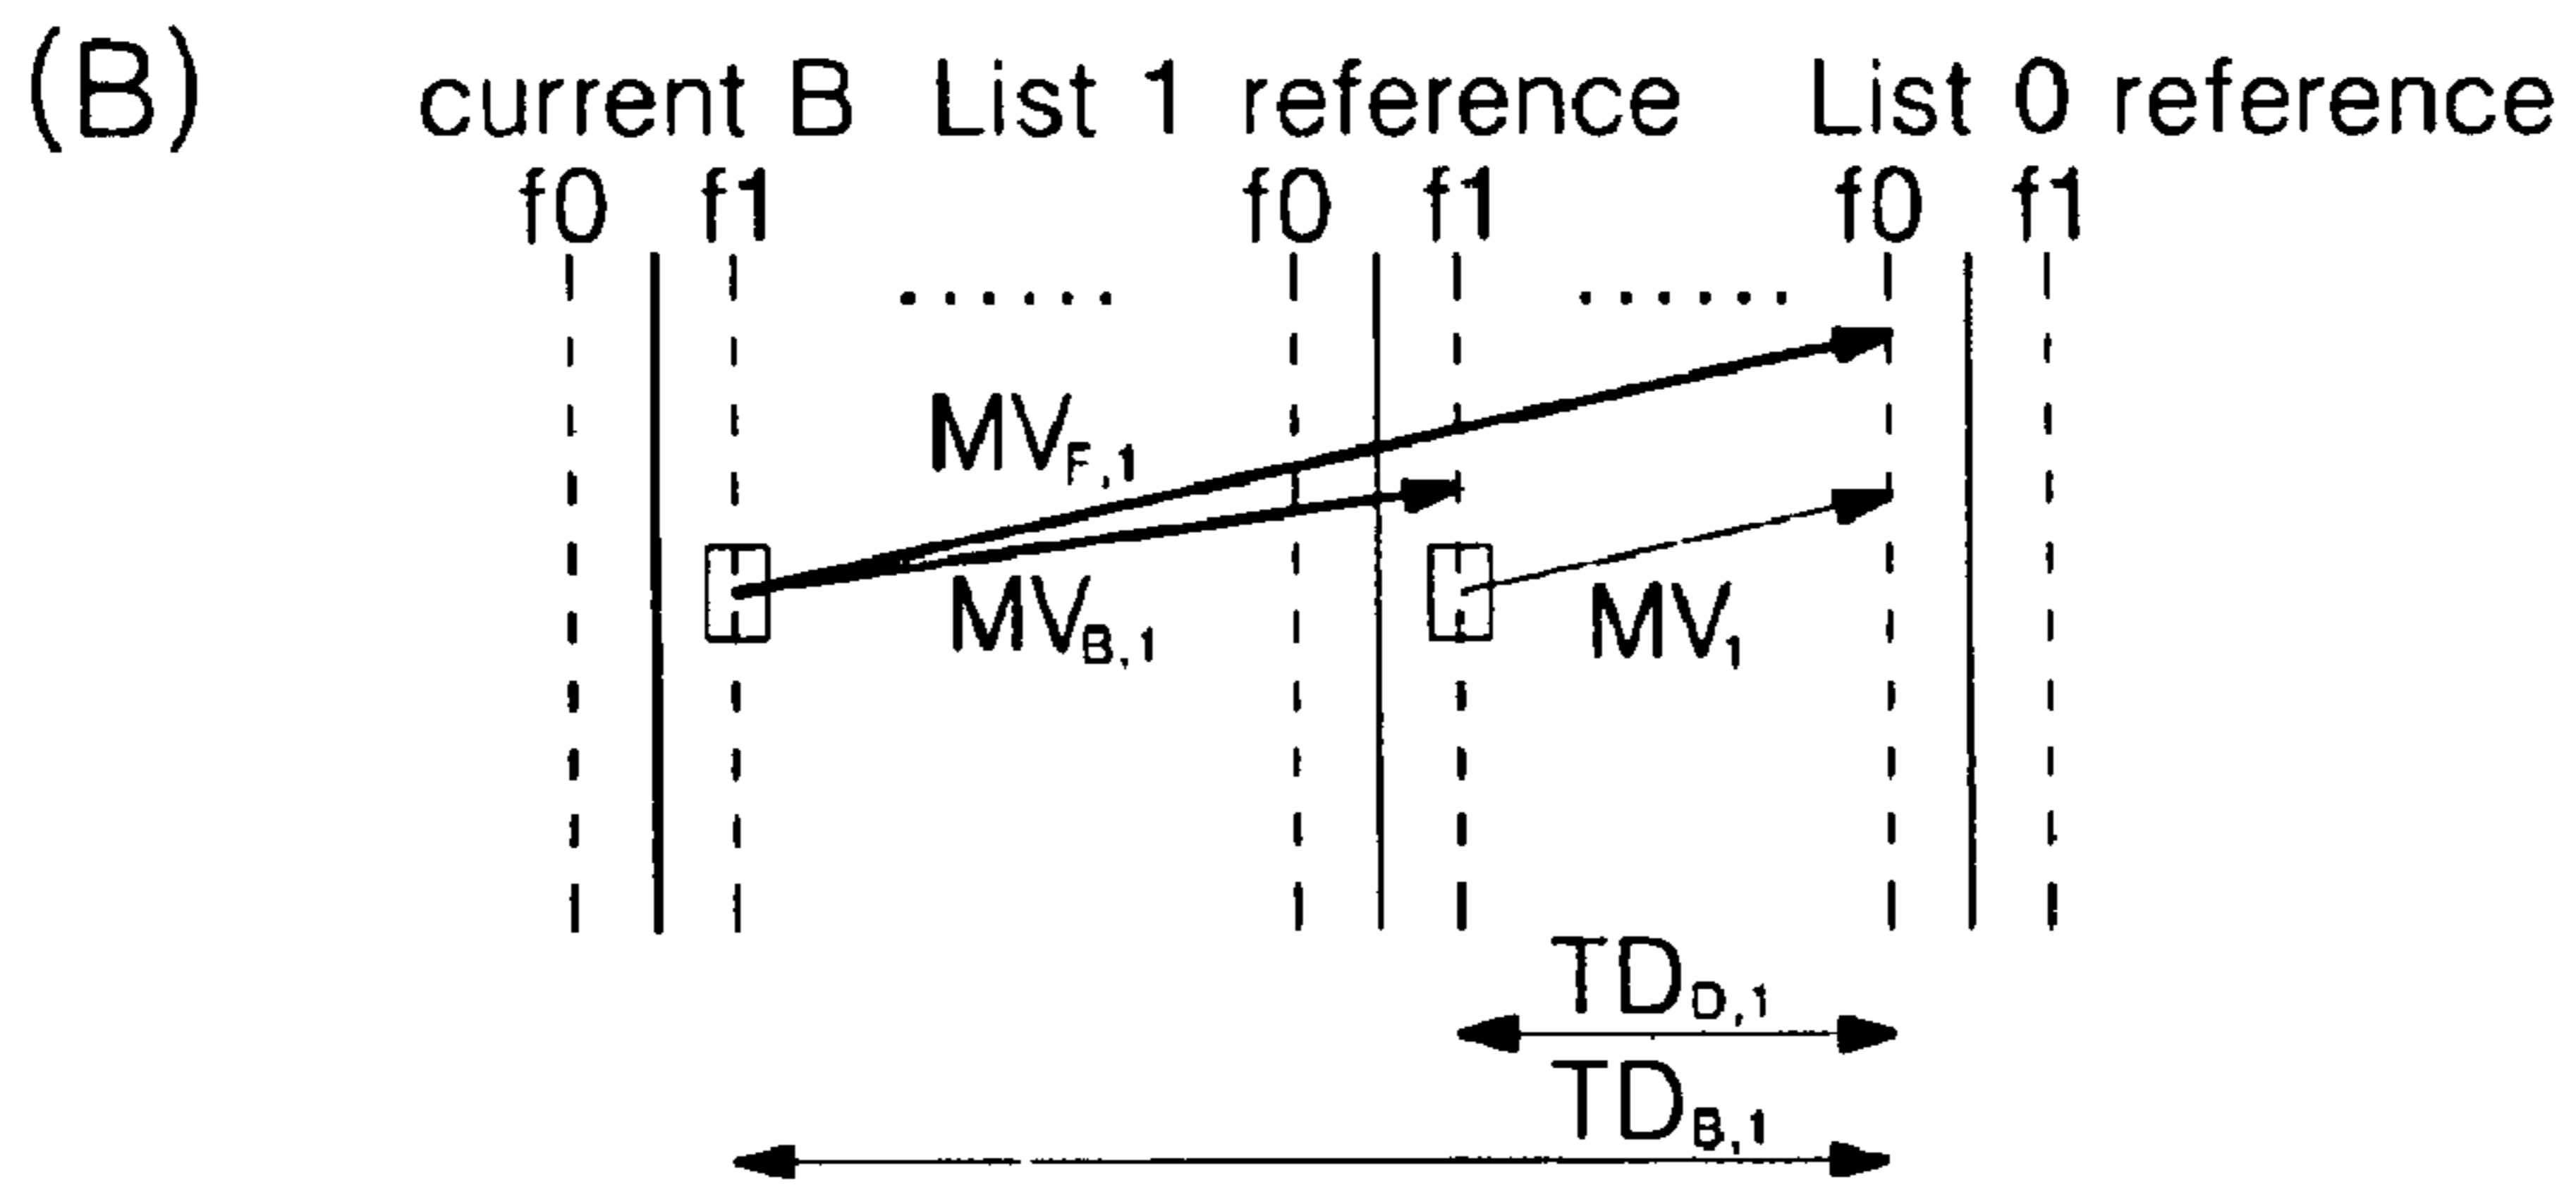 (B) current B List 1 reference List 0 reference
f0 f1 f0 f1 f0 f1
...... ......
MV_F,1
MV_B,1 MV_1
TD_D,1
TD_B,1